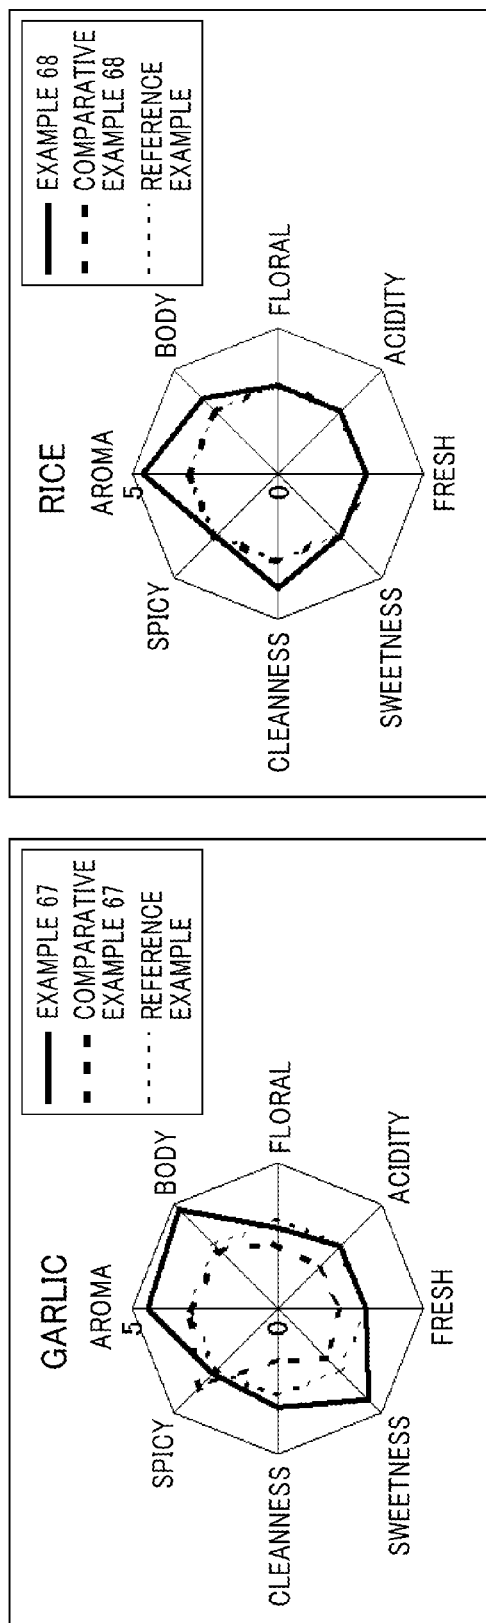 GARLIC
EXAMPLE 67
COMPARATIVE
EXAMPLE 67
REFERENCE
EXAMPLE
AROMA
5
BODY
FLORAL
ACIDITY
FRESH
SWEETNESS
CLEANNESS
SPICY
0
RICE
EXAMPLE 68
COMPARATIVE
EXAMPLE 68
REFERENCE
EXAMPLE
AROMA
5
BODY
FLORAL
ACIDITY
FRESH
SWEETNESS
CLEANNESS
SPICY
0